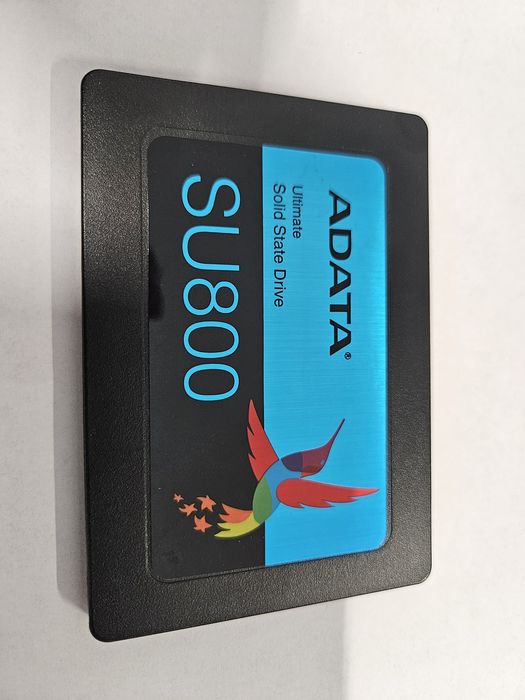 ADATA®
Ultimate
Solid State Drive
SU800